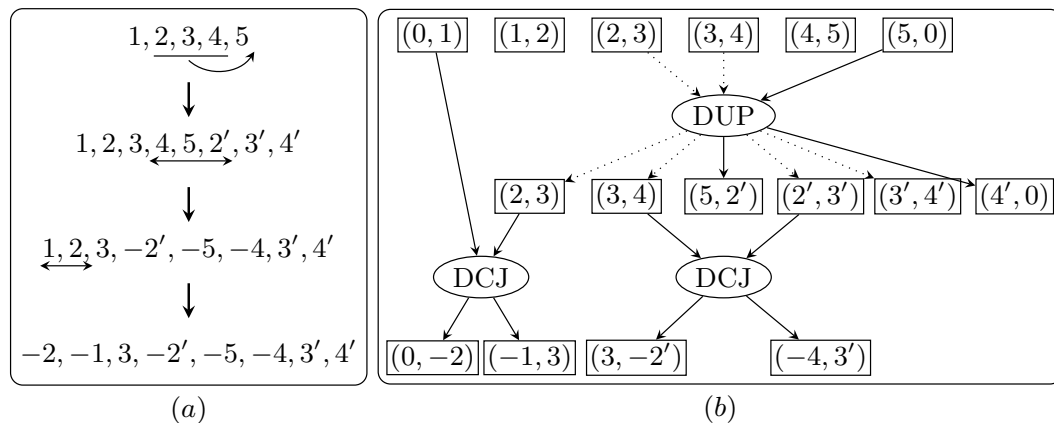 1, 2, 3, 4, 5
1, 2, 3, 4, 5, 2′, 3′, 4′
1, 2, 3, −2′, −5, −4, 3′, 4′
−2, −1, 3, −2′, −5, −4, 3′, 4′
(a)
(0, 1) (1, 2) (2, 3) (3, 4) (4, 5) (5, 0)
DUP
(2, 3) (3, 4) (5, 2′) (2′, 3′) (3′, 4′) (4′, 0)
DCJ DCJ
(0, −2) (−1, 3) (3, −2′) (−4, 3′)
(b)